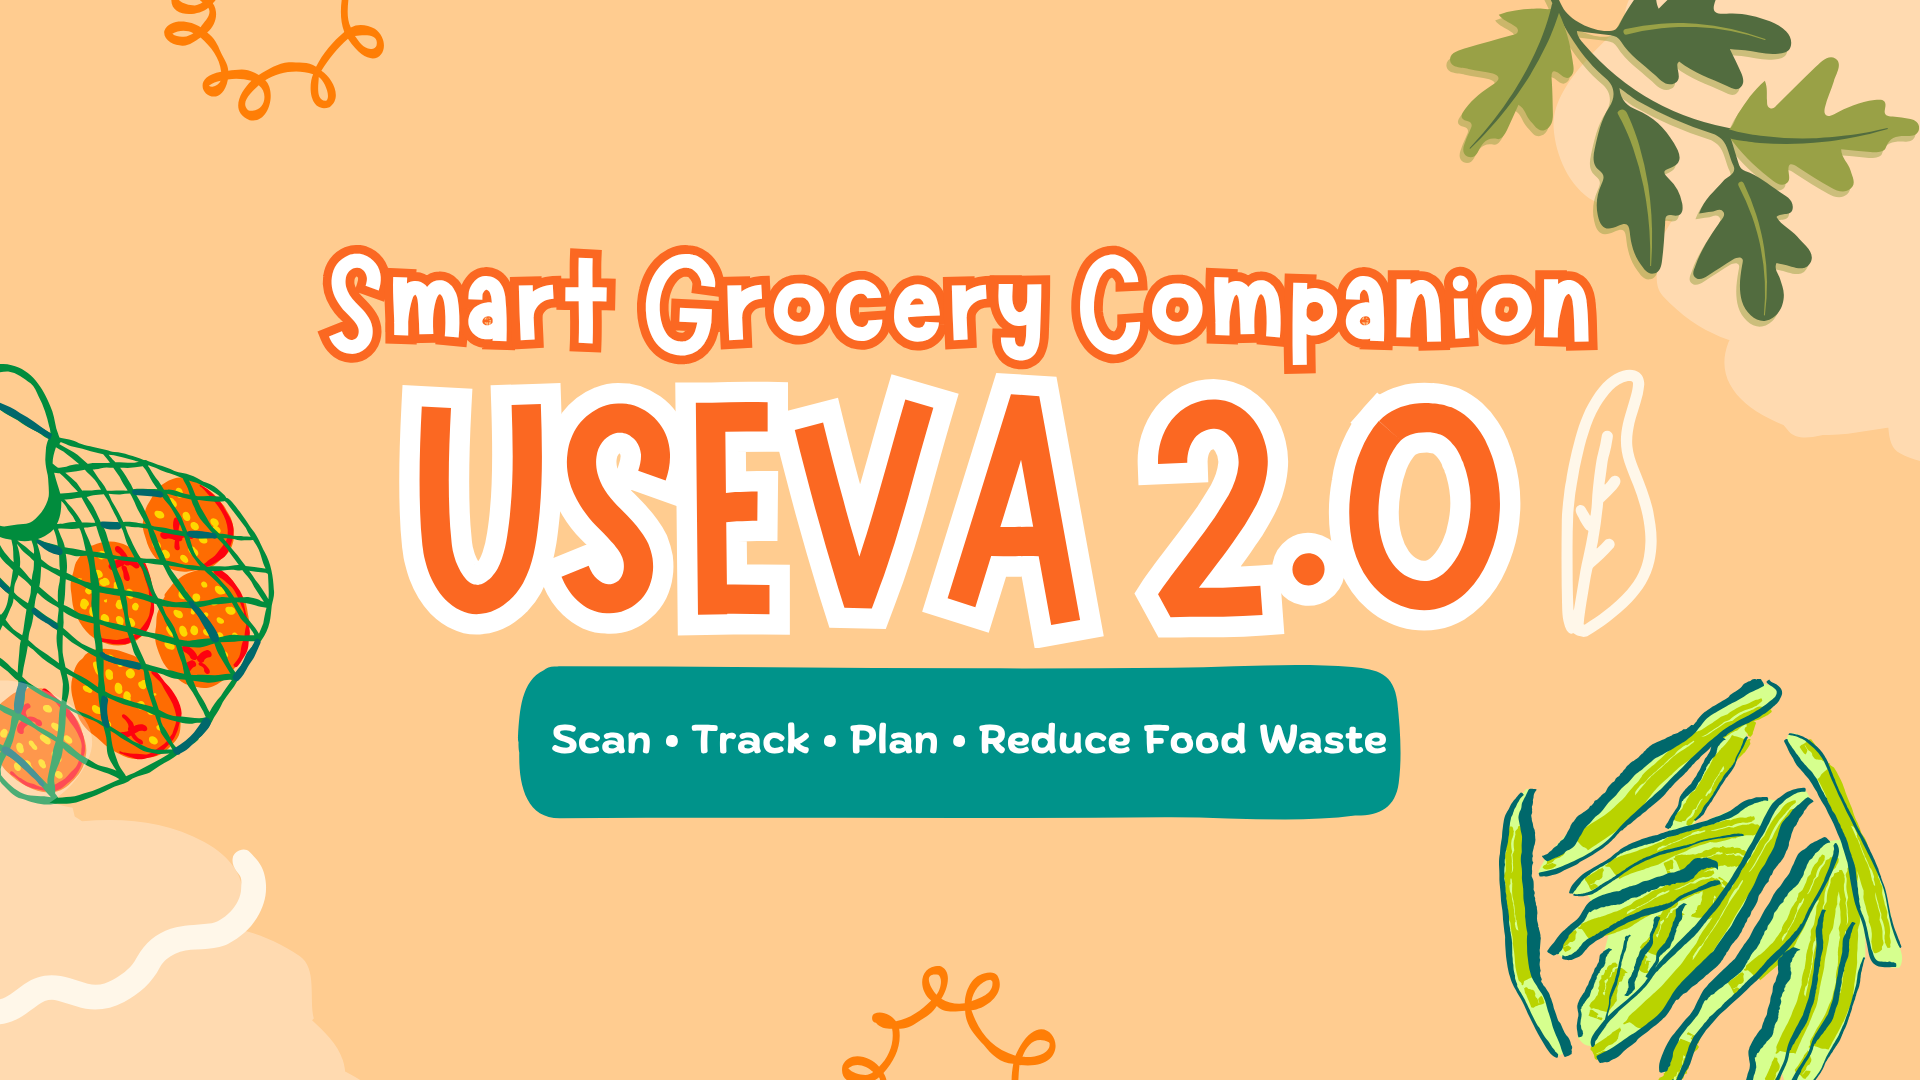 Smart Grocery Companion
USEVA 2.0
Scan • Track • Plan • Reduce Food Waste